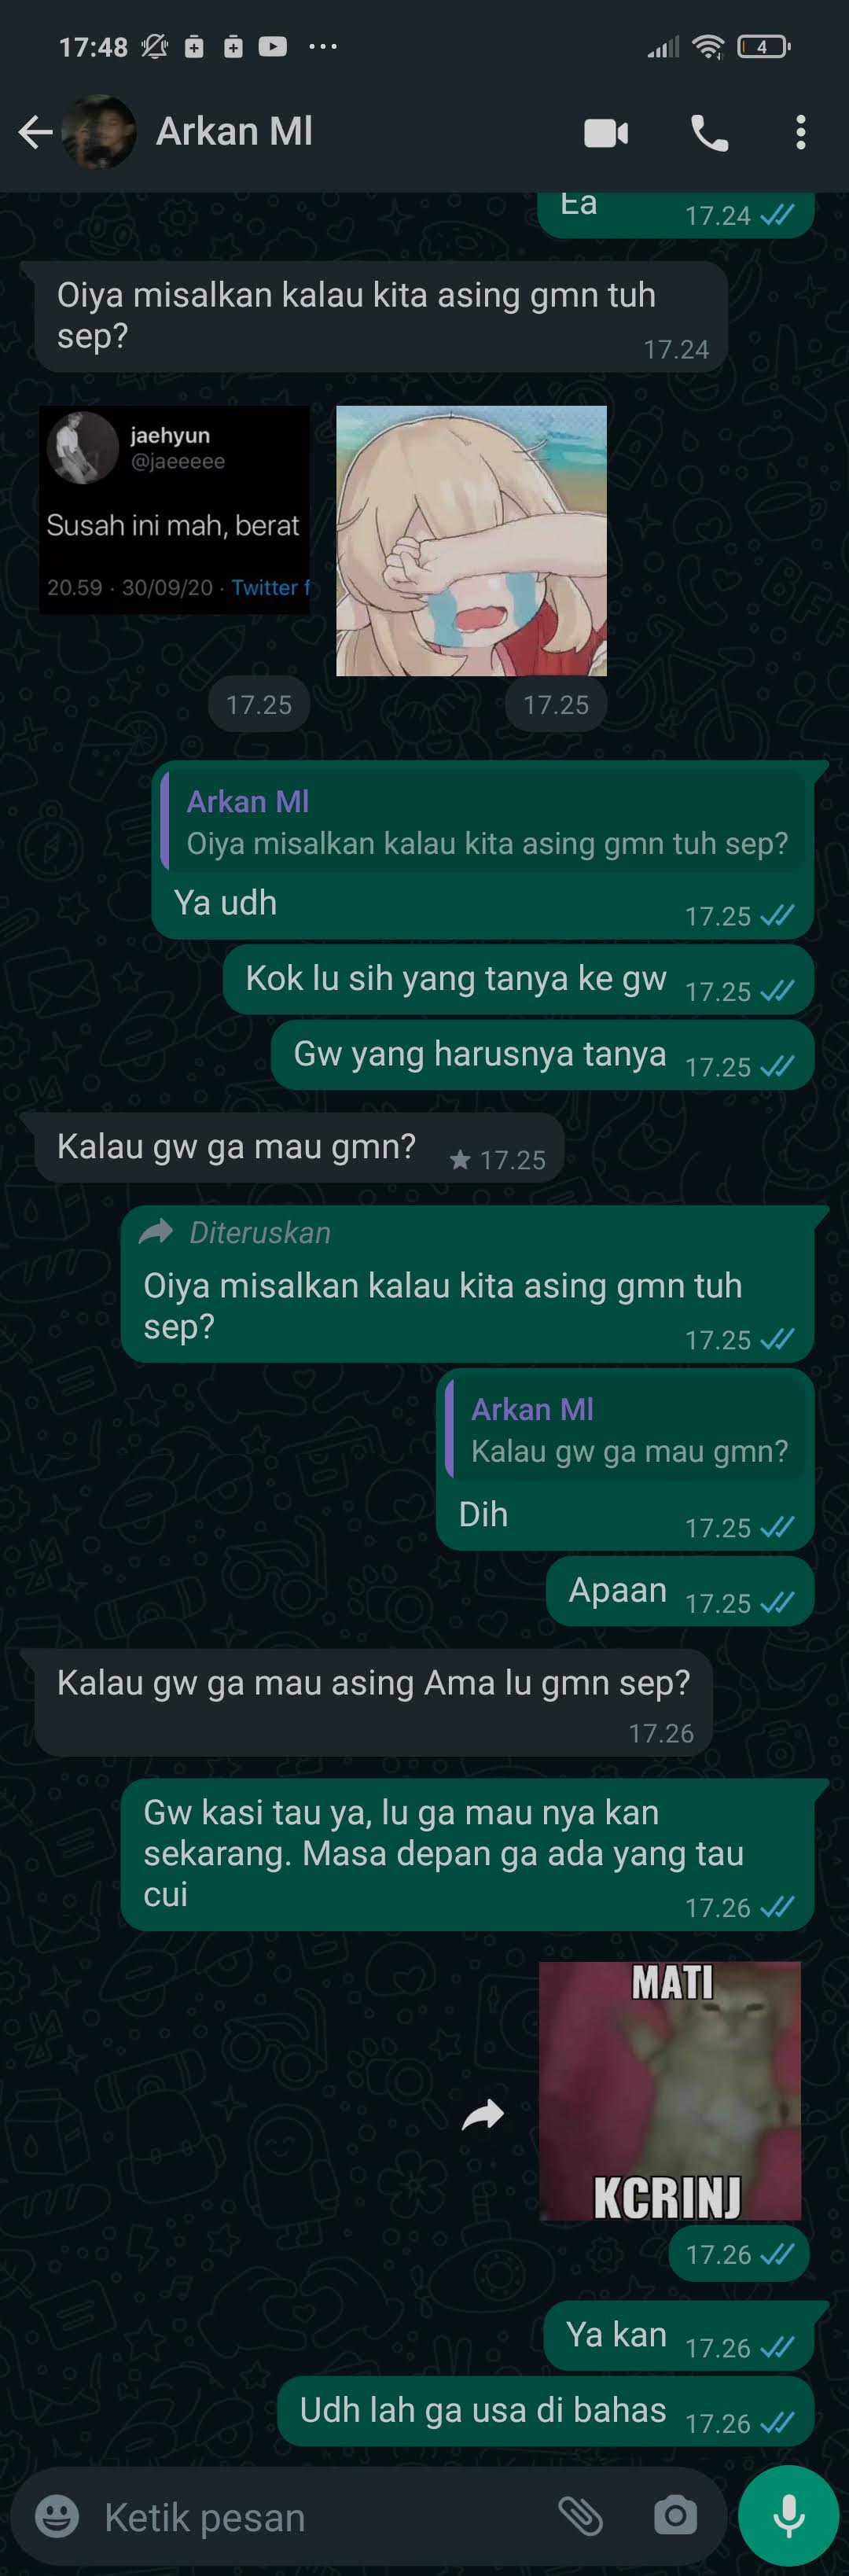 17:48
4
Arkan Ml
Ea
17.24
Oiya misalkan kalau kita asing gmn tuh
sep?
17.24
jaehyun
@jaeeeee
Susah ini mah, berat
20.59 · 30/09/20 · Twitter f
17.25
17.25
Arkan Ml
Oiya misalkan kalau kita asing gmn tuh sep?
Ya udh
17.25
Kok lu sih yang tanya ke gw
17.25
Gw yang harusnya tanya
17.25
Kalau gw ga mau gmn?
17.25
Diteruskan
Oiya misalkan kalau kita asing gmn tuh
sep?
17.25
Arkan Ml
Kalau gw ga mau gmn?
Dih
17.25
Apaan
17.25
Kalau gw ga mau asing Ama lu gmn sep?
17.26
Gw kasi tau ya, lu ga mau nya kan
sekarang. Masa depan ga ada yang tau
cui
17.26
MATI
KCRINJ
17.26
Ya kan
17.26
Udh lah ga usa di bahas
17.26
Ketik pesan